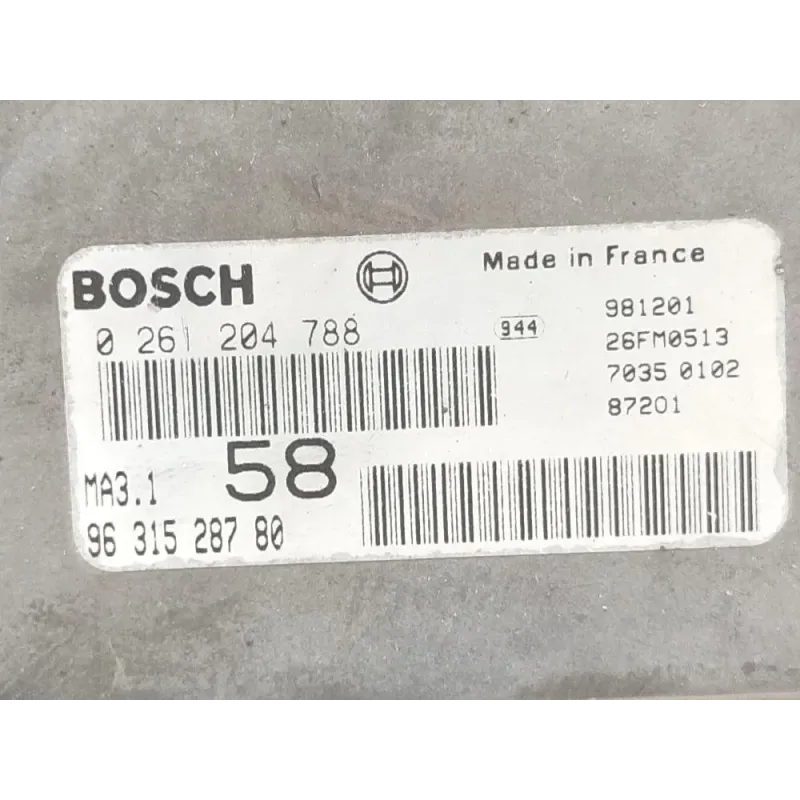 BOSCH
Made in France
0 261 204 788
944
981201
26FM0513
7035 0102
87201
MA3.1
58
96 315 287 80